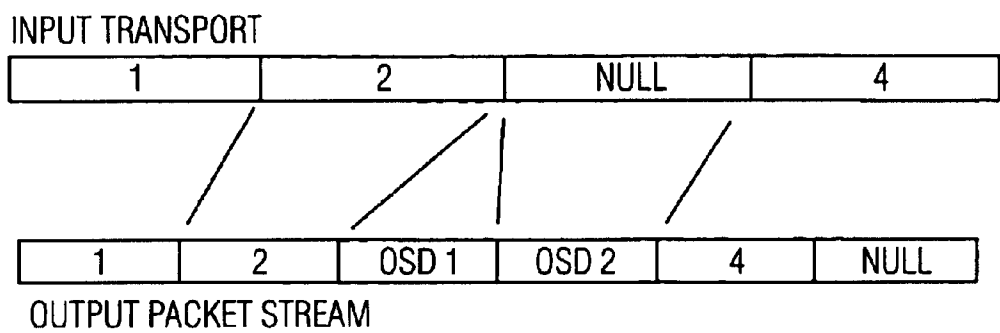 INPUT TRANSPORT
1 2 NULL 4
1 2 OSD 1 OSD 2 4 NULL
OUTPUT PACKET STREAM